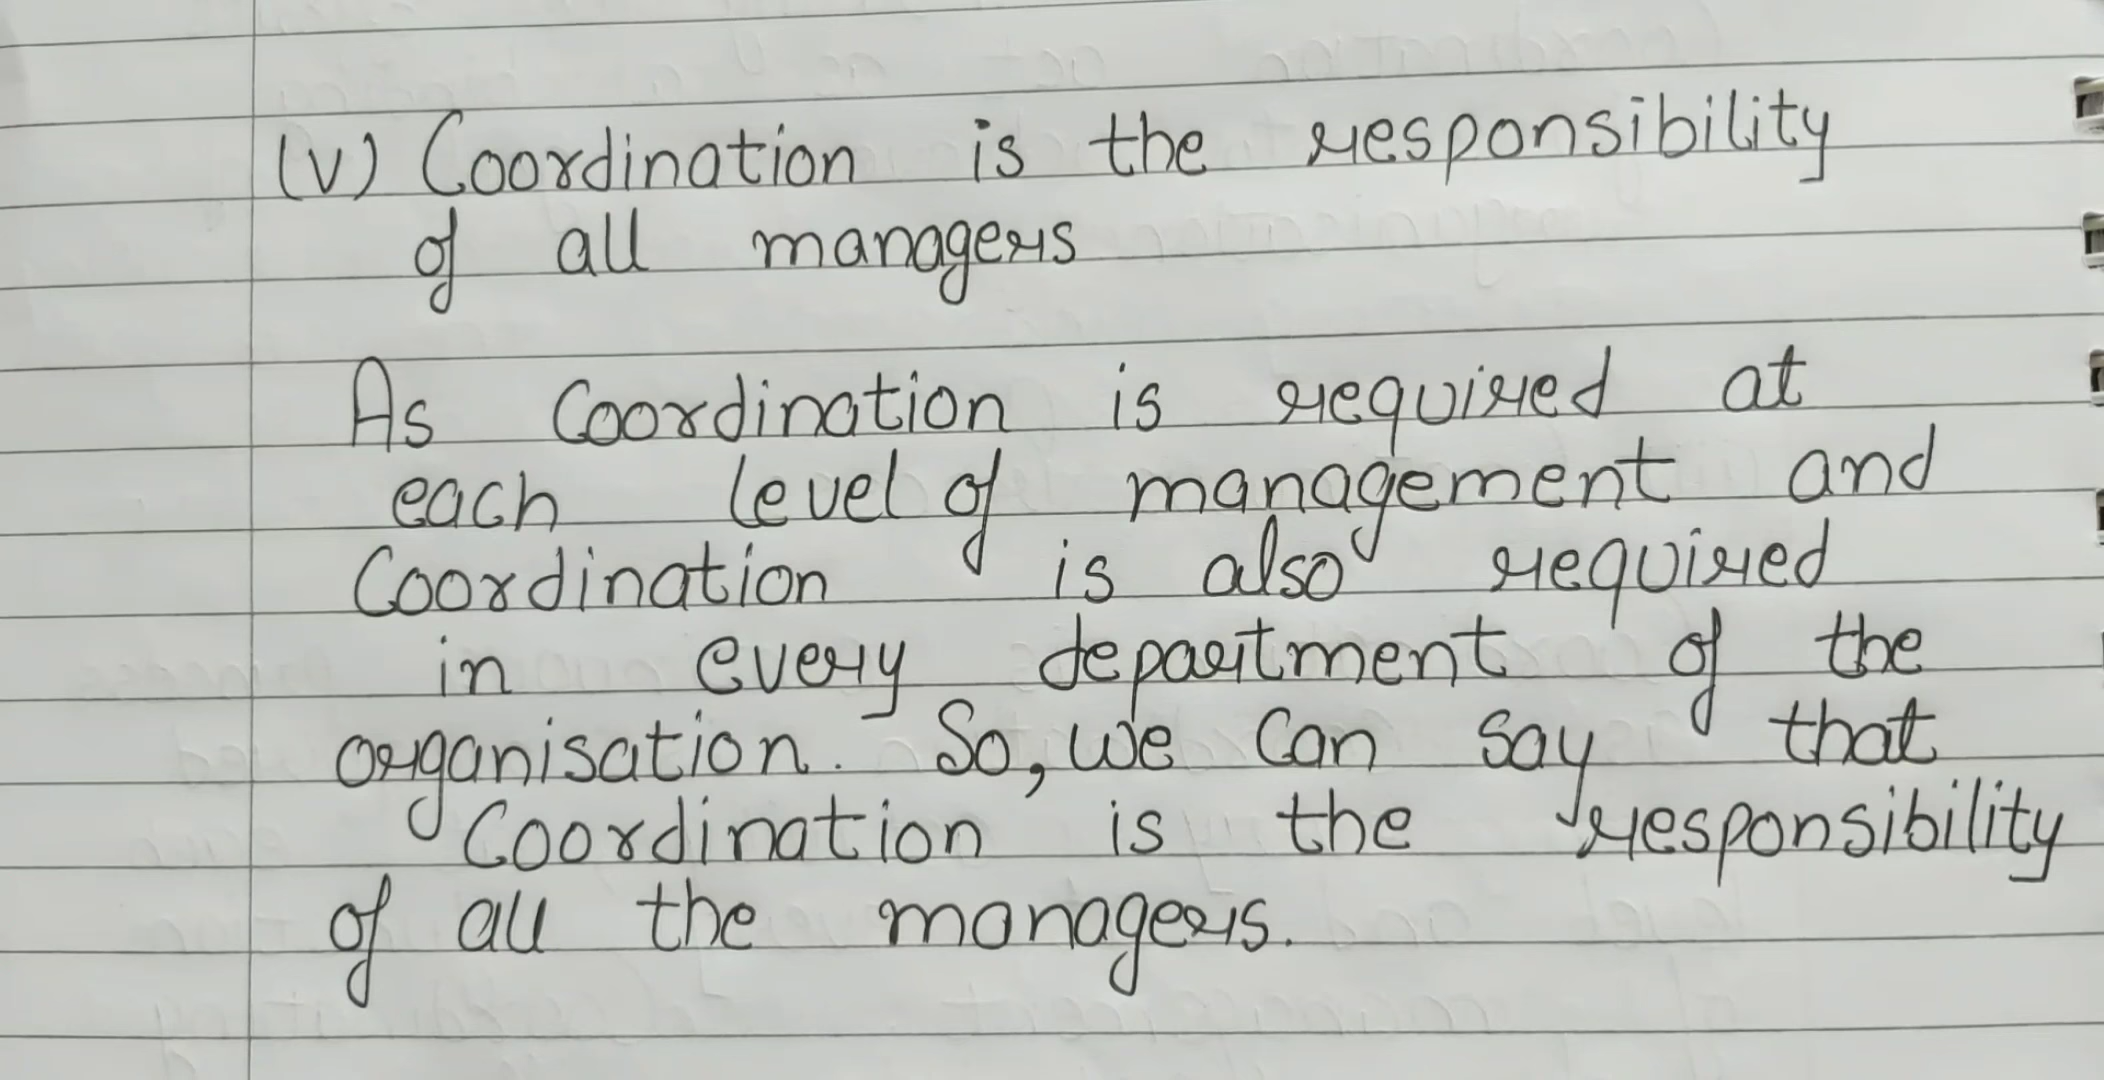 (v) Coordination is the responsibility
of all managers
As Coordination is required at
each level of management and
Coordination is also required
in every department of the
organisation. So, we can say that
Coordination is the responsibility
of all the managers.